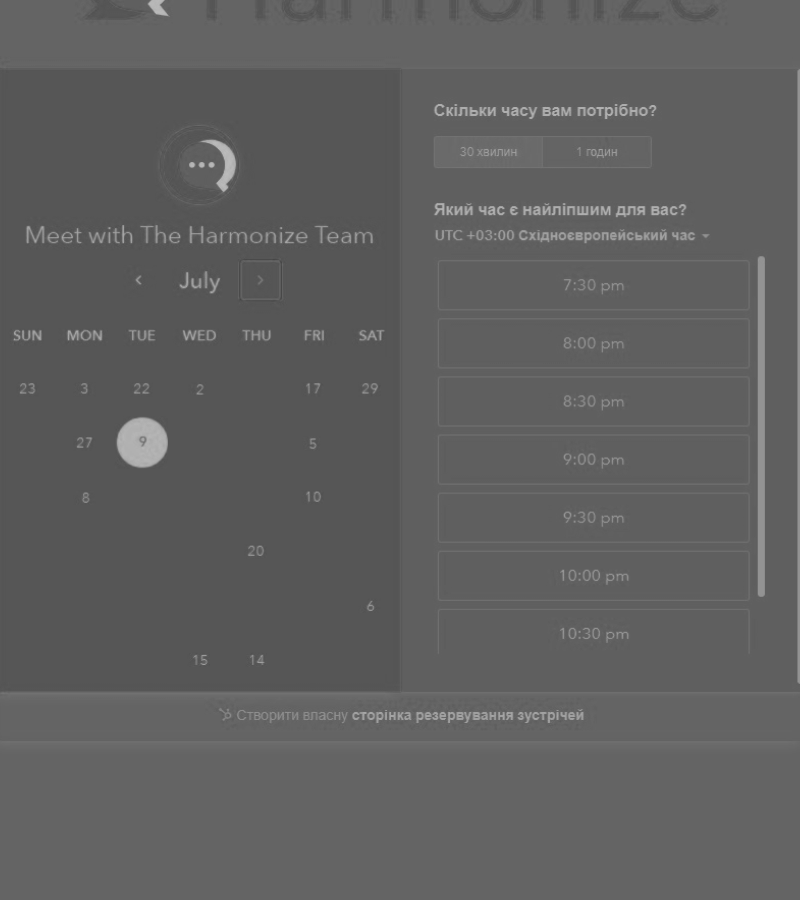 Harmonize
Meet with The Harmonize Team
July
SUN MON TUE WED THU FRI SAT
23 3 22 2 17 29
27 9 5
8 10
20
6
15 14
Скільки часу вам потрібно?
30 хвилин 1 годин
Який час є найліпшим для вас?
UTC +03:00 Східноєвропейський час
7:30 pm
8:00 pm
8:30 pm
9:00 pm
9:30 pm
10:00 pm
10:30 pm
Створити власну сторінка резервування зустрічей